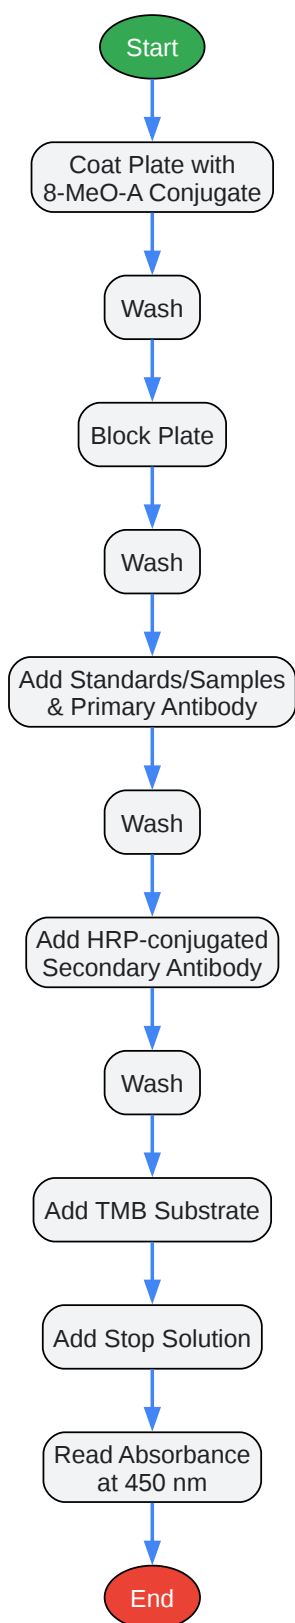 Start
Coat Plate with
8-MeO-A Conjugate
Wash
Block Plate
Wash
Add Standards/Samples
& Primary Antibody
Wash
Add HRP-conjugated
Secondary Antibody
Wash
Add TMB Substrate
Add Stop Solution
Read Absorbance
at 450 nm
End